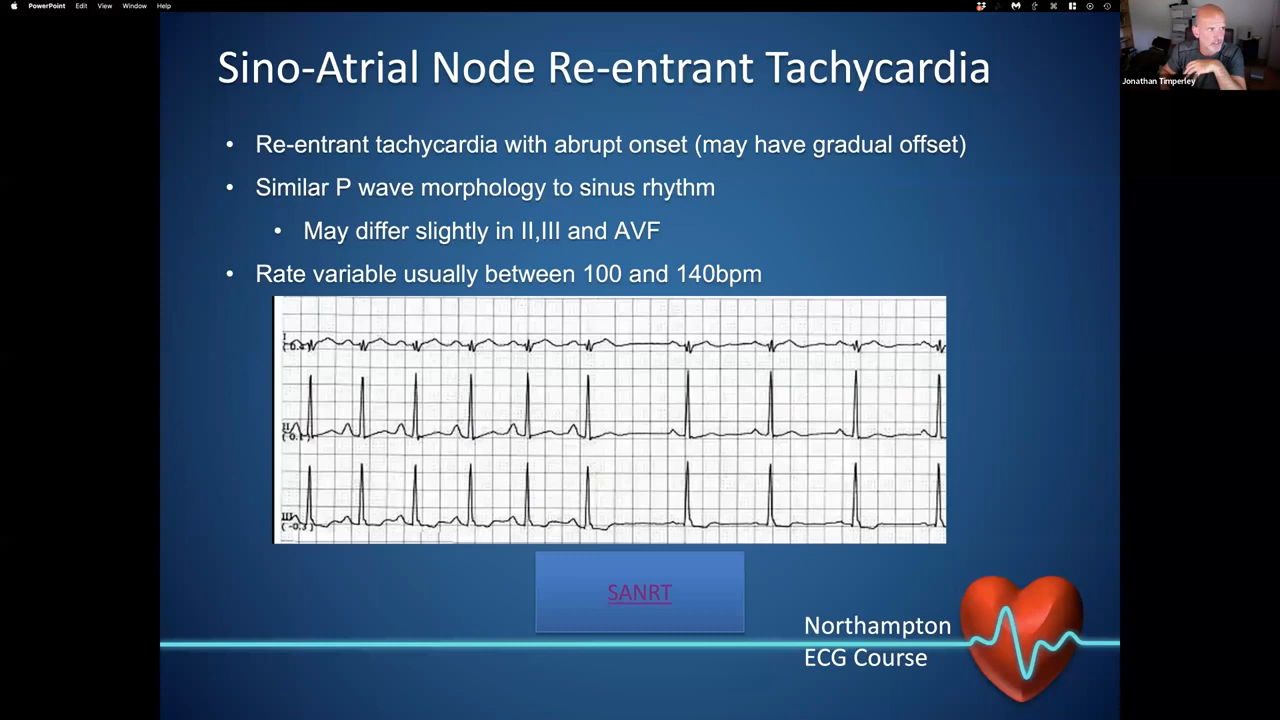 PowerPoint Edit View Window Help
Jonathan Timperley
Sino-Atrial Node Re-entrant Tachycardia
• Re-entrant tachycardia with abrupt onset (may have gradual offset)
• Similar P wave morphology to sinus rhythm
• May differ slightly in II,III and AVF
• Rate variable usually between 100 and 140bpm
I
II
III
SANRT
Northampton
ECG Course